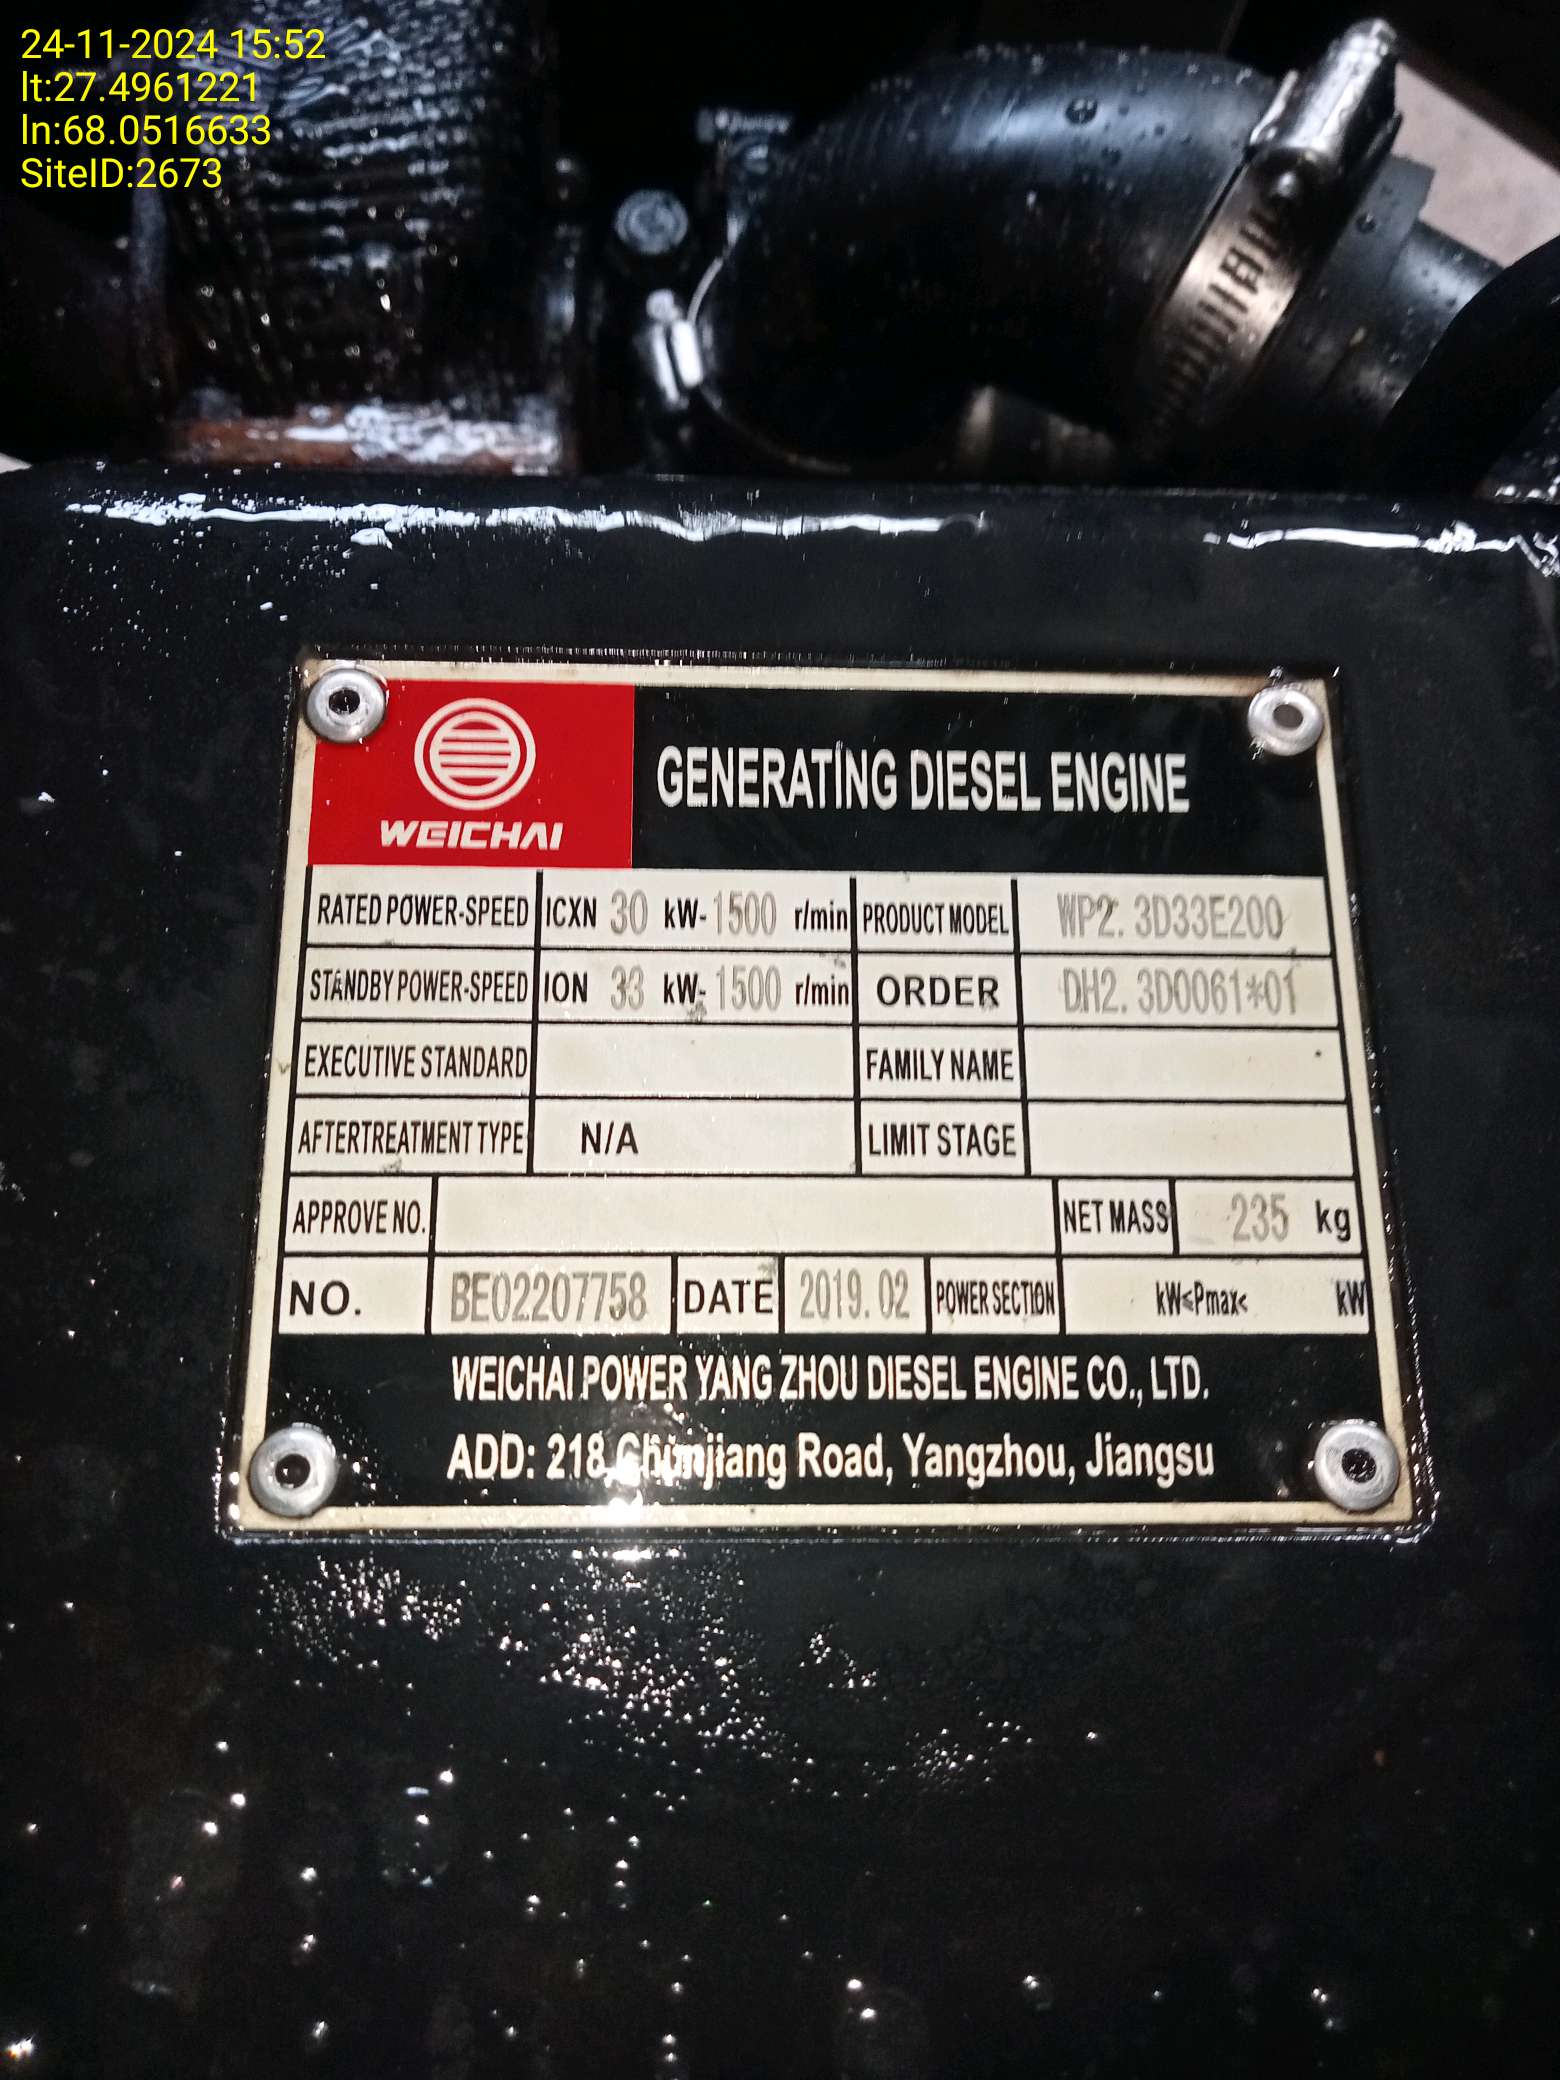 24-11-2024 15:52
lt:27.4961221
ln:68.0516633
SiteID:2673
WEICHAI
GENERATING DIESEL ENGINE
RATED POWER-SPEED ICXN 30 kW- 1500 r/min PRODUCT MODEL WP2.3D33E200
STANDBY POWER-SPEED ION 33 kW- 1500 r/min ORDER DH2.3D0061*01
EXECUTIVE STANDARD FAMILY NAME
AFTERTREATMENT TYPE N/A LIMIT STAGE
APPROVE NO. NET MASS 235 kg
NO. BE02207758 DATE 2019.02 POWER SECTION kW≤Pmax< kW
WEICHAI POWER YANG ZHOU DIESEL ENGINE CO., LTD.
ADD: 218, Chunjiang Road, Yangzhou, Jiangsu